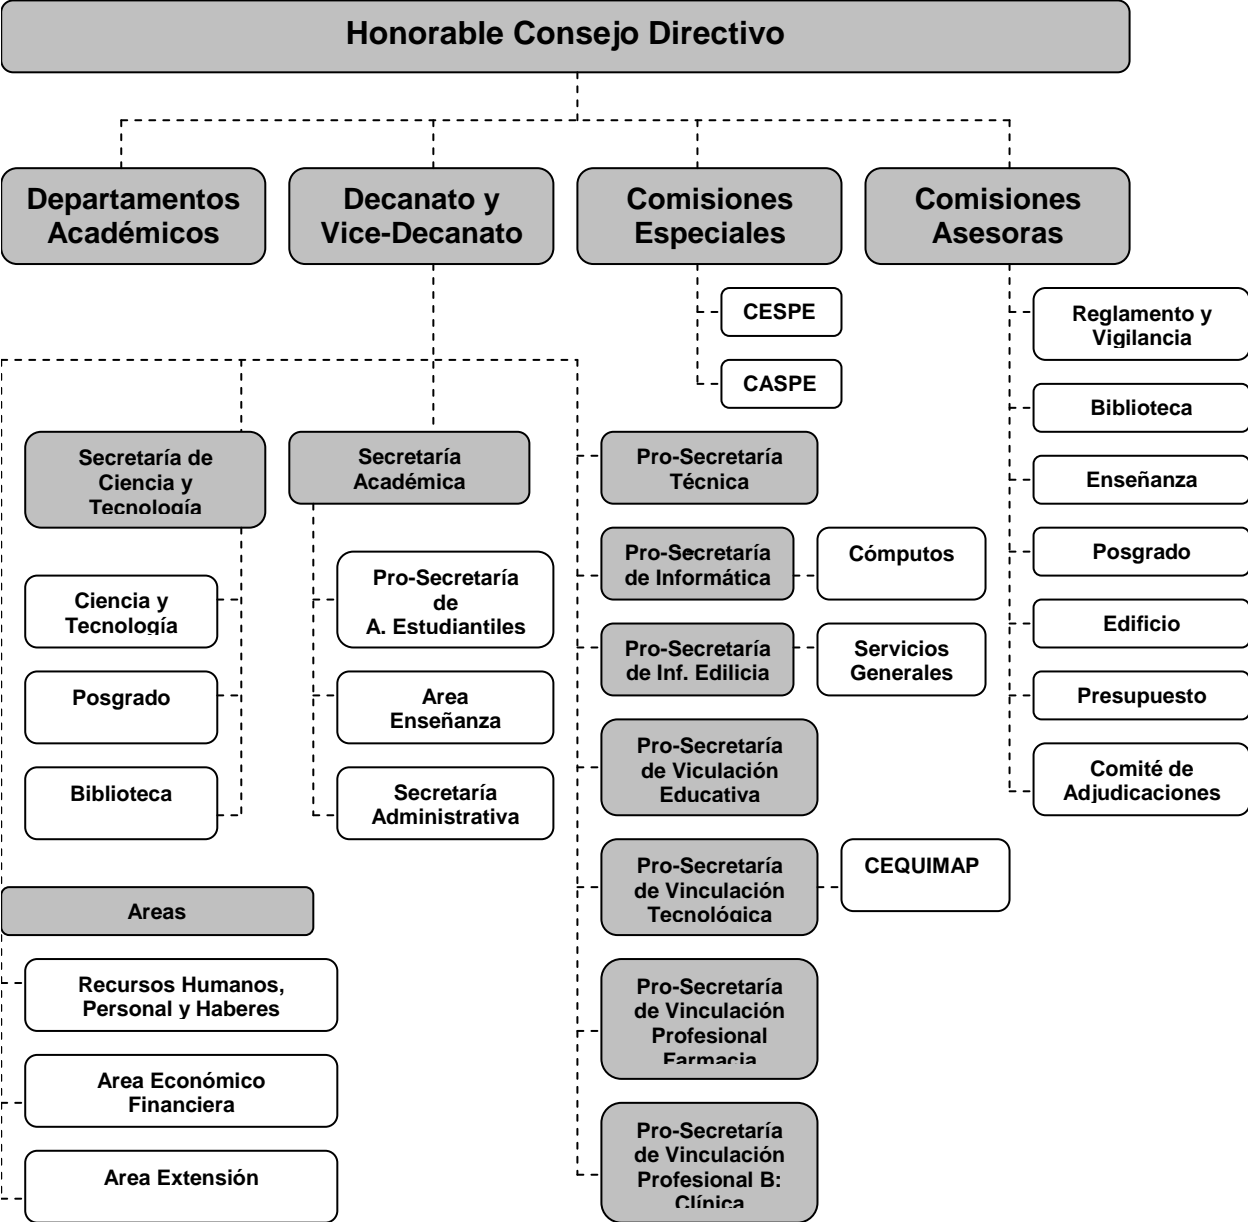 Honorable Consejo Directivo
Departamentos
Académicos
Decanato y
Vice-Decanato
Comisiones
Especiales
Comisiones
Asesoras
CESPE
CASPE
Reglamento y
Vigilancia
Biblioteca
Enseñanza
Posgrado
Edificio
Presupuesto
Comité de
Adjudicaciones
Secretaría de
Ciencia y
Tecnología
Ciencia y
Tecnología
Posgrado
Biblioteca
Secretaría
Académica
Pro-Secretaría
de
A. Estudiantiles
Area
Enseñanza
Secretaría
Administrativa
Pro-Secretaría
Técnica
Pro-Secretaría
de Informática
Cómputos
Pro-Secretaría
de Inf. Edilicia
Servicios
Generales
Pro-Secretaría
de Viculación
Educativa
Pro-Secretaría
de Vinculación
Tecnológica
CEQUIMAP
Pro-Secretaría
de Vinculación
Profesional
Farmacia
Pro-Secretaría
de Vinculación
Profesional B:
Clínica
Areas
Recursos Humanos,
Personal y Haberes
Area Económico
Financiera
Area Extensión